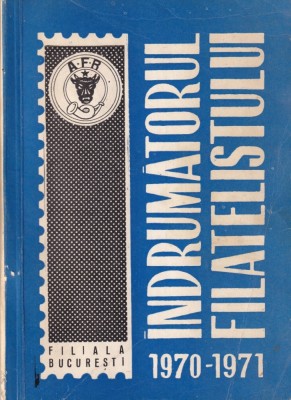 A·F·R
FILIALA
BUCUREȘTI
ÎNDRUMĂTORUL
FILATELISTULUI
1970-1971